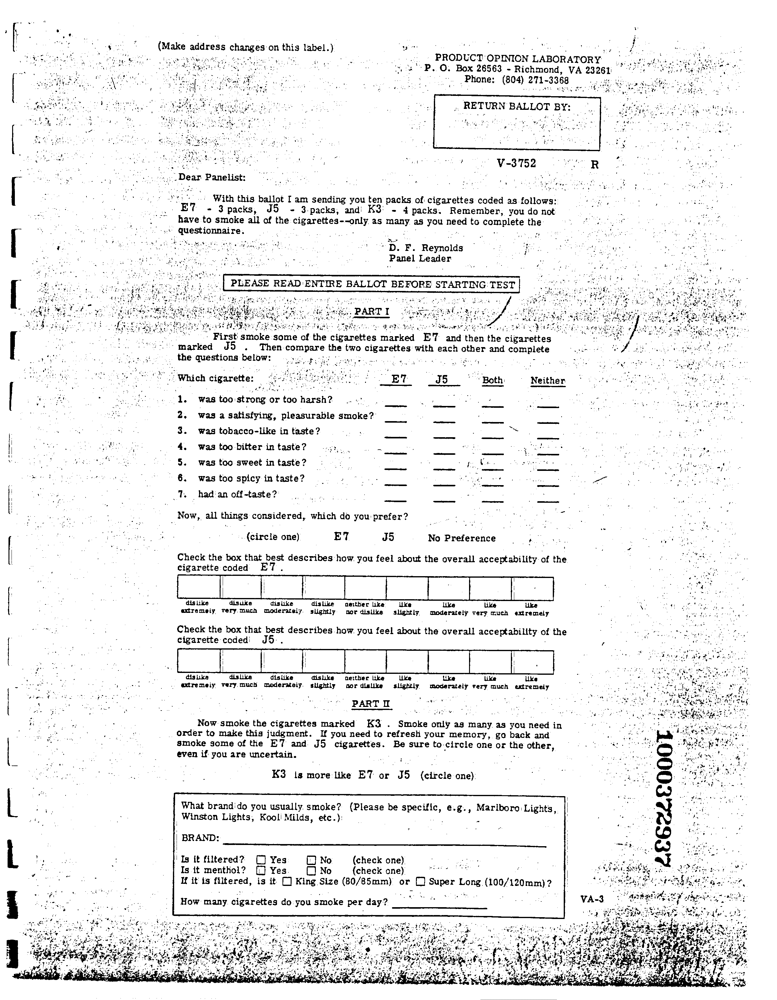 (Make address changes on this label.)
PRODUCT OPINION LABORATORY
P. O. Box 26563 - Richmond, VA 23261
Phone: (804) 271-3368
RETURN BALLOT BY:
V-3752 R
Dear Panelist:
With this ballot I am sending you ten packs of cigarettes coded as follows:
E7 - 3 packs, J5 - 3 packs, and K3 - 4 packs. Remember, you do not
have to smoke all of the cigarettes--only as many as you need to complete the
questionnaire.
D. F. Reynolds
Panel Leader
PLEASE READ ENTIRE BALLOT BEFORE STARTING TEST
PART I
First smoke some of the cigarettes marked E7 and then the cigarettes
marked J5 . Then compare the two cigarettes with each other and complete
the questions below:
Which cigarette: E7 J5 Both Neither
1. was too strong or too harsh?
2. was a satisfying, pleasurable smoke?
3. was tobacco-like in taste?
4. was too bitter in taste?
5. was too sweet in taste?
6. was too spicy in taste?
7. had an off-taste?
Now, all things considered, which do you prefer?
(circle one) E7 J5 No Preference
Check the box that best describes how you feel about the overall acceptability of the
cigarette coded E7 .
dislike dislike dislike dislike neither like like like like like
extremely very much moderately slightly nor dislike slightly moderately very much extremely
Check the box that best describes how you feel about the overall acceptability of the
cigarette coded J5 .
dislike dislike dislike dislike neither like like like like like
extremely very much moderately slightly nor dislike slightly moderately very much extremely
PART II
Now smoke the cigarettes marked K3 . Smoke only as many as you need in
order to make this judgment. If you need to refresh your memory, go back and
smoke some of the E7 and J5 cigarettes. Be sure to circle one or the other,
even if you are uncertain.
K3 is more like E7 or J5 (circle one)
What brand do you usually smoke? (Please be specific, e.g., Marlboro Lights,
Winston Lights, Kool Milds, etc.)
BRAND:
Is it filtered? Yes No (check one)
Is it menthol? Yes No (check one)
If it is filtered, is it King Size (80/85mm) or Super Long (100/120mm)?
How many cigarettes do you smoke per day?
VA-3
1000372937